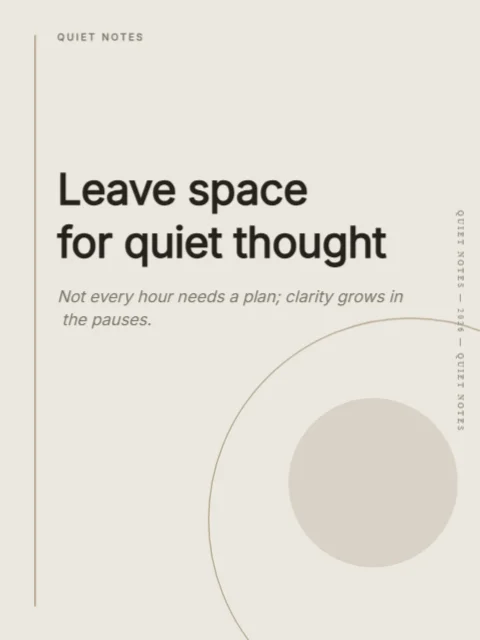 QUIET NOTES
Leave space
for quiet thought
Not every hour needs a plan; clarity grows in
the pauses.
QUIET NOTES — 2026 — QUIET NOTES